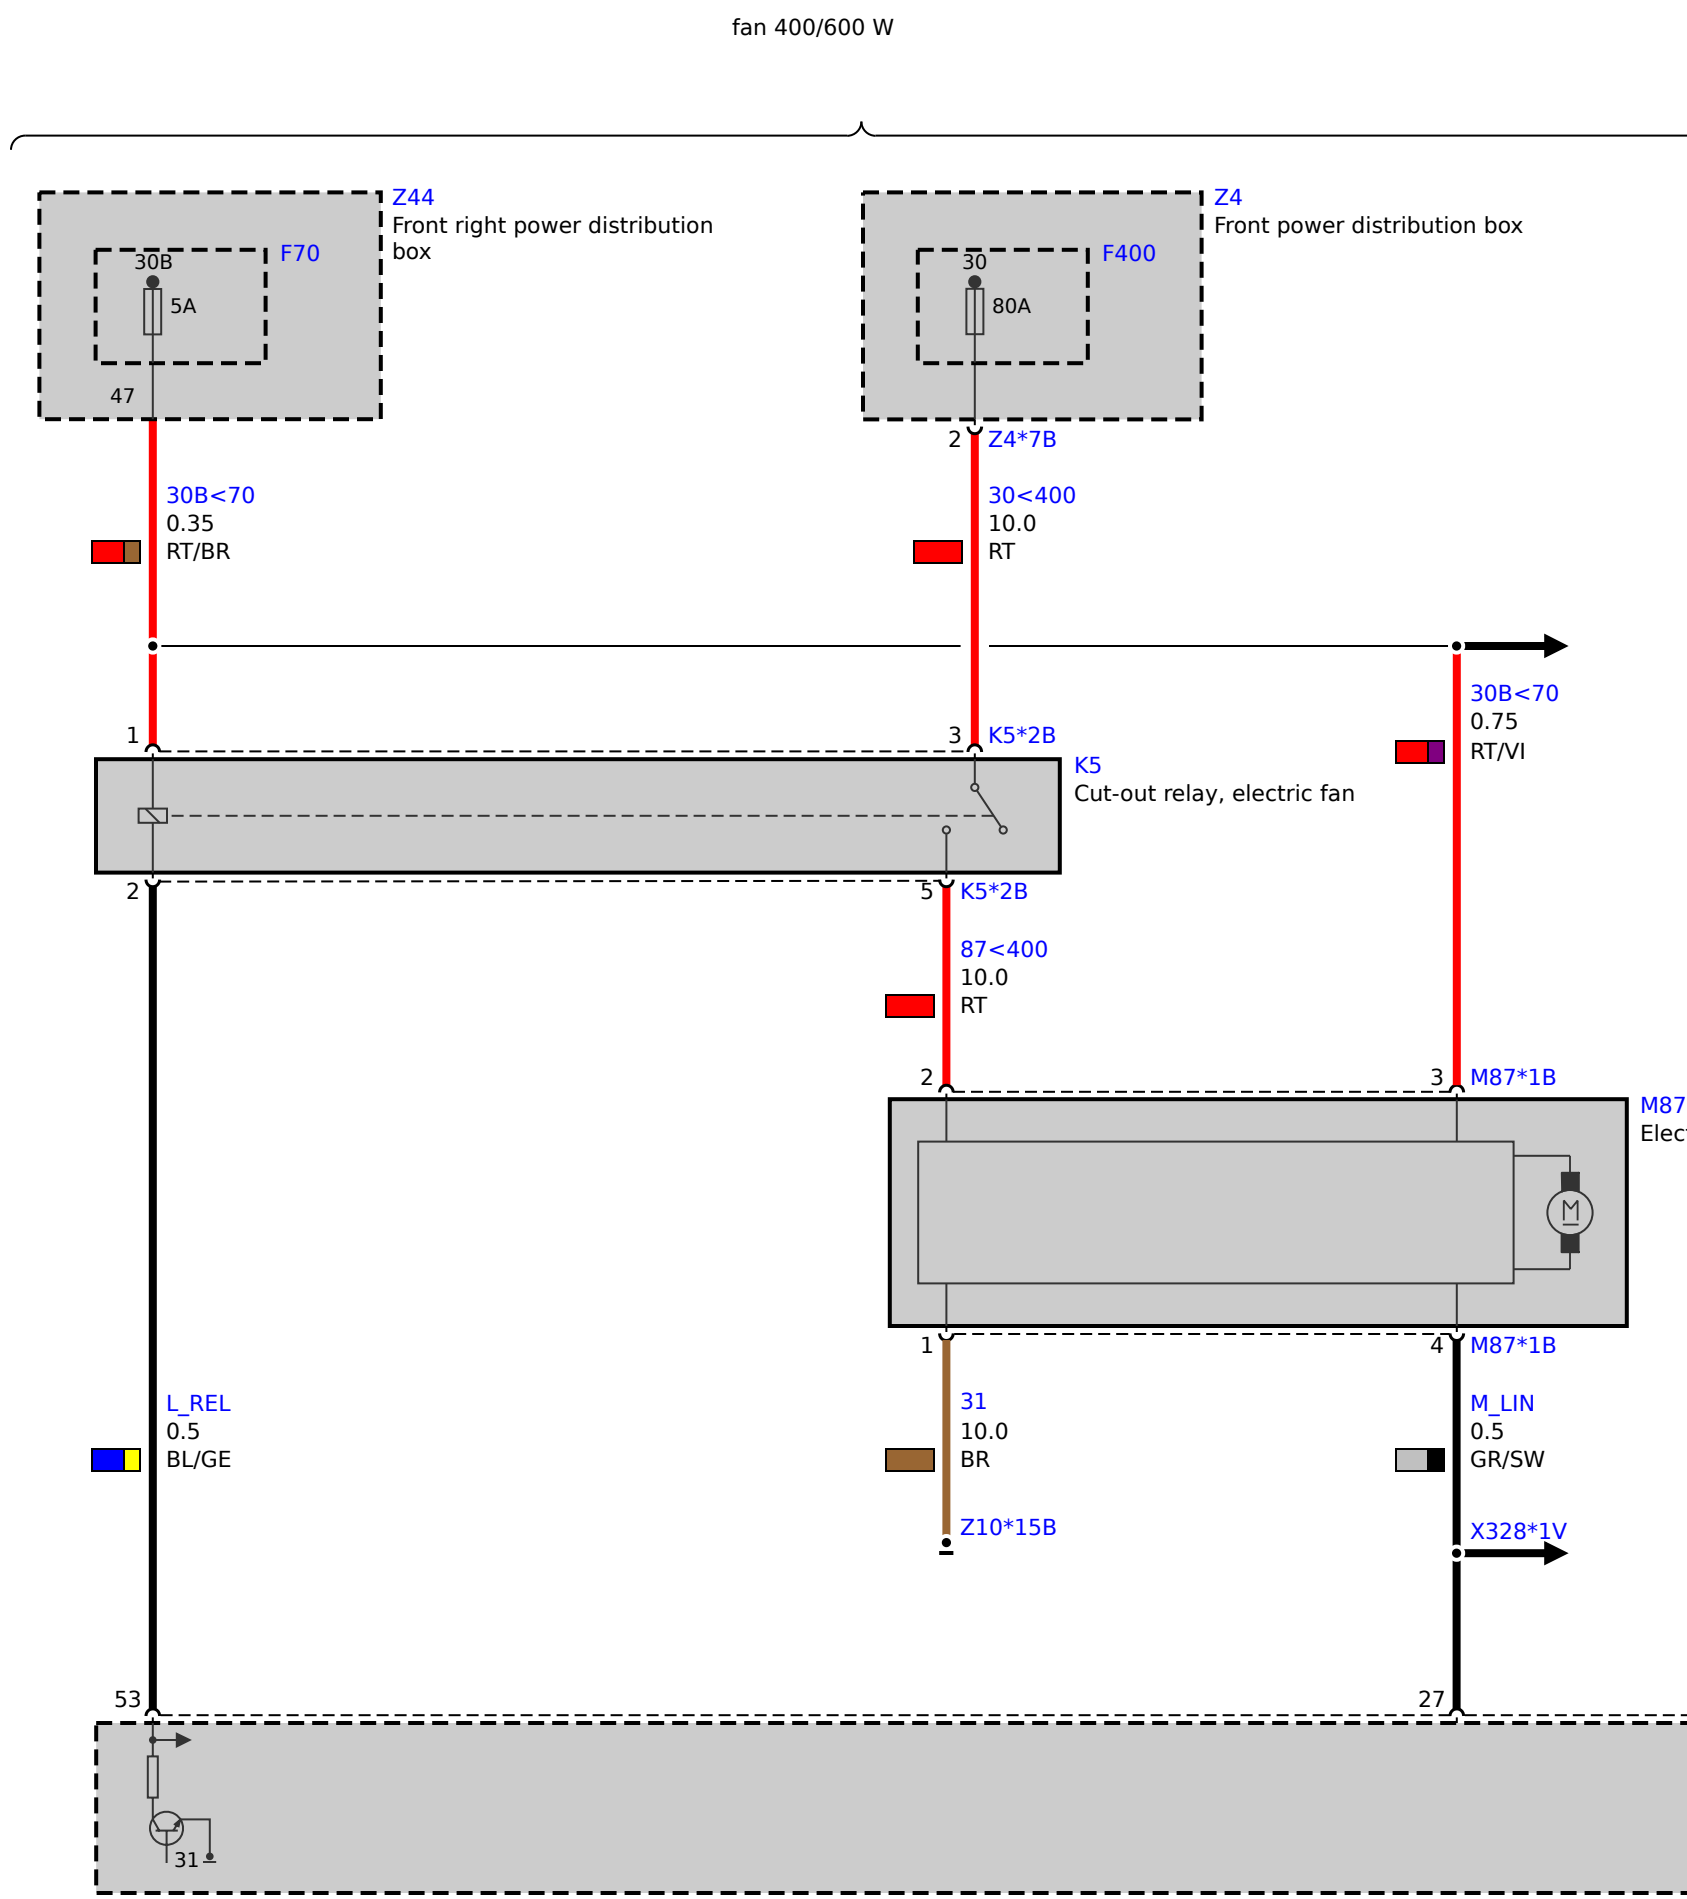 fan 400/600 W
Z44
Front right power distribution
box
F70
30B
5A
47
Z4
Front power distribution box
F400
30
80A
2 Z4*7B
30B<70
0.35
RT/BR
30<400
10.0
RT
30B<70
0.75
RT/VI
1
3 K5*2B
K5
Cut-out relay, electric fan
2
5 K5*2B
87<400
10.0
RT
2
3 M87*1B
M87
Elect
M
1
4 M87*1B
L_REL
0.5
BL/GE
31
10.0
BR
M_LIN
0.5
GR/SW
Z10*15B
X328*1V
53
27
31